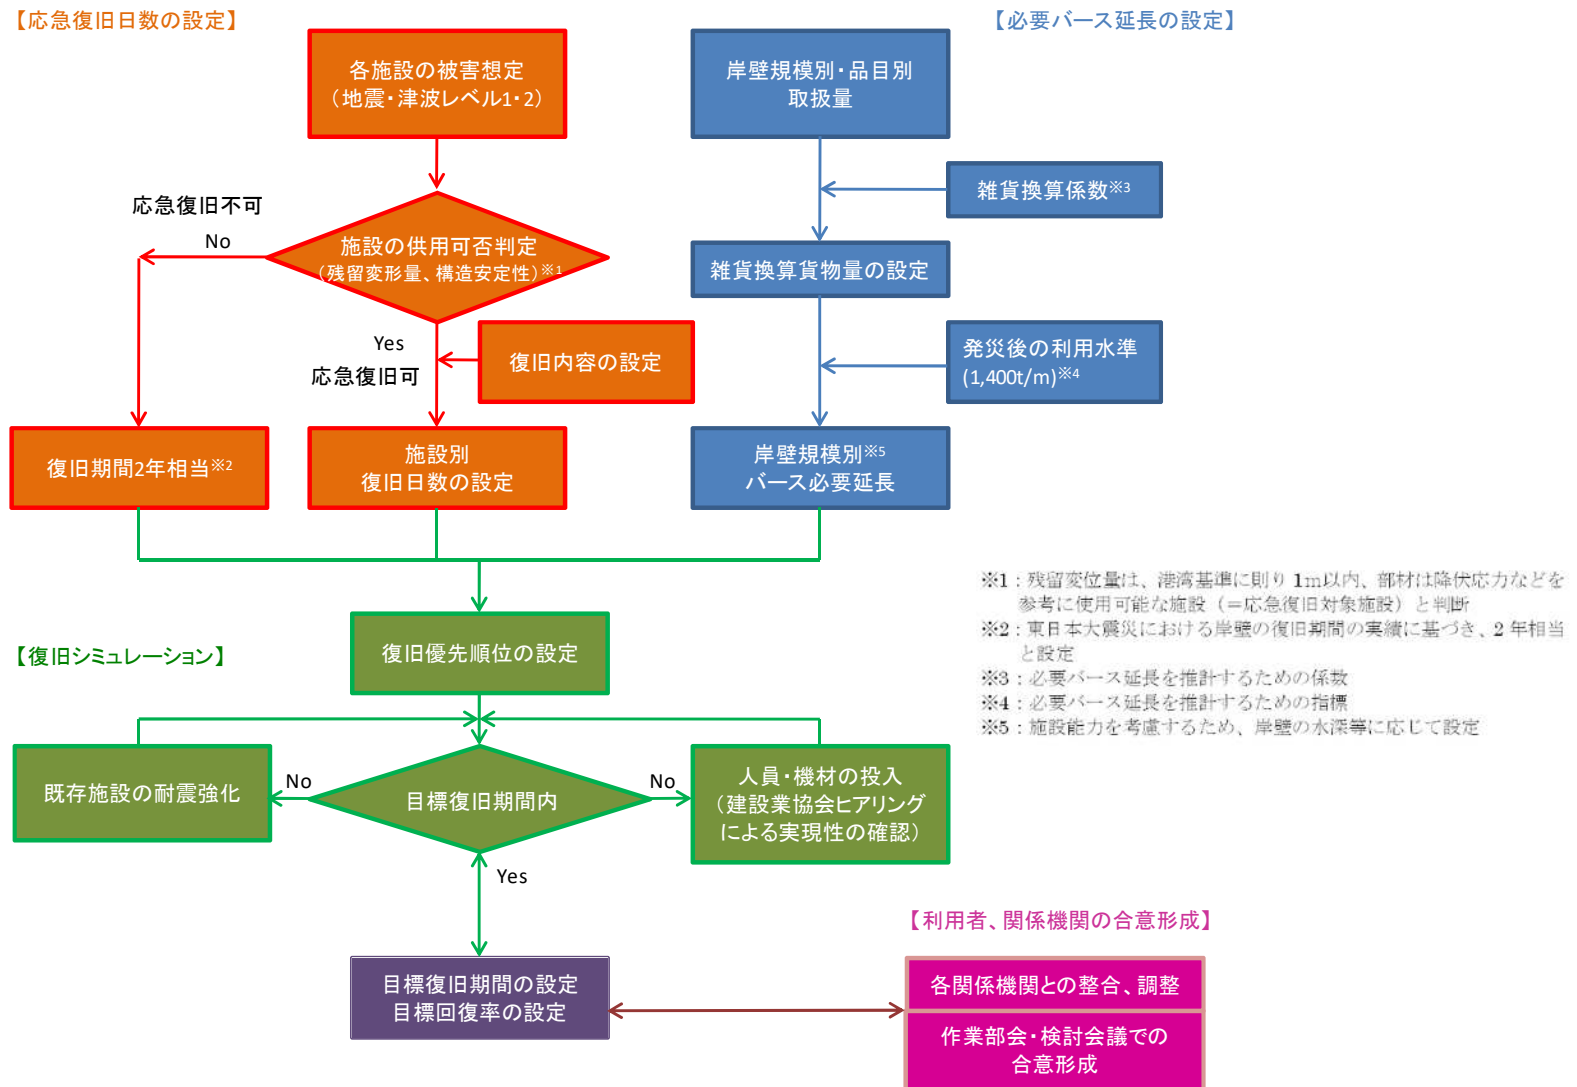 【応急復旧日数の設定】
各施設の被害想定
（地震・津波レベル1・2）
応急復旧不可
No
施設の供用可否判定
（残留変形量、構造安定性）※1
Yes
応急復旧可
復旧内容の設定
復旧期間2年相当※2
施設別
復旧日数の設定
【必要バース延長の設定】
岸壁規模別・品目別
取扱量
雑貨換算係数※3
雑貨換算貨物量の設定
発災後の利用水準
(1,400t/m)※4
岸壁規模別※5
バース必要延長
※1：残留変位量は、港湾基準に則り 1m以内、部材は降伏応力などを
参考に使用可能な施設（＝応急復旧対象施設）と判断
※2：東日本大震災における岸壁の復旧期間の実績に基づき、2 年相当
と設定
※3：必要バース延長を推計するための係数
※4：必要バース延長を推計するための指標
※5：施設能力を考慮するため、岸壁の水深等に応じて設定
【復旧シミュレーション】
復旧優先順位の設定
既存施設の耐震強化
No
目標復旧期間内
No
人員・機材の投入
（建設業協会ヒアリング
による実現性の確認）
Yes
目標復旧期間の設定
目標回復率の設定
【利用者、関係機関の合意形成】
各関係機関との整合、調整
作業部会・検討会議での
合意形成